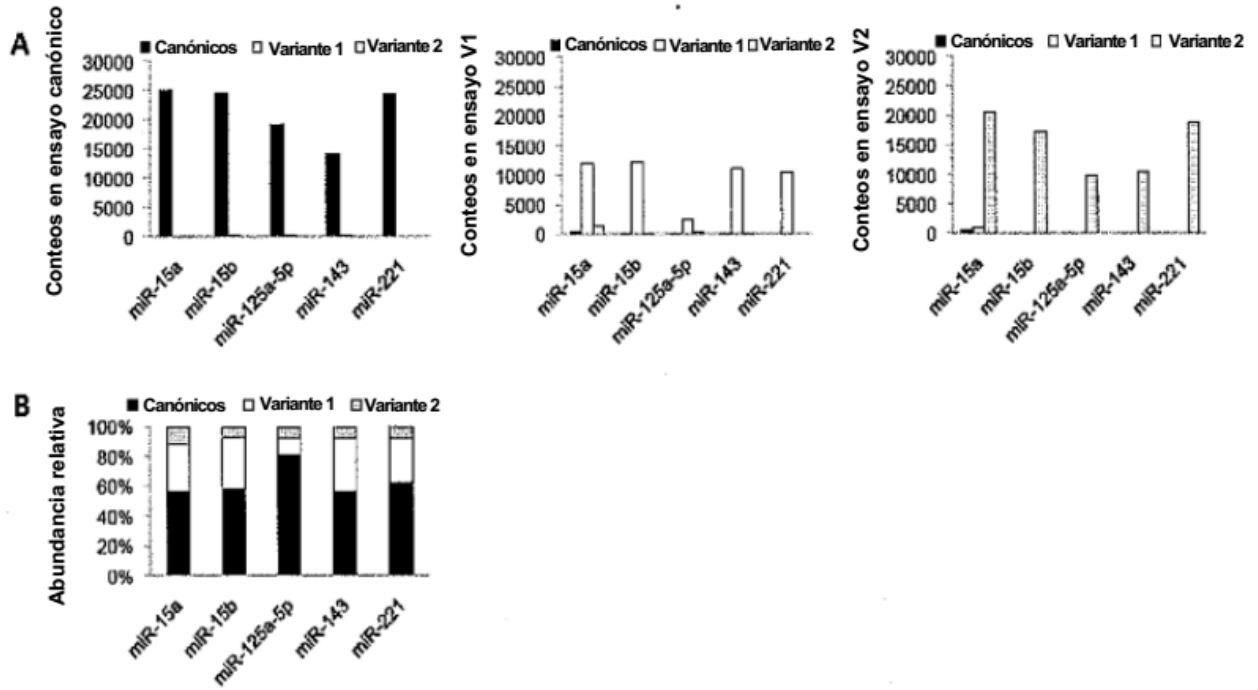 A
Conteos en ensayo canónico
Canónicos Variante 1 Variante 2
30000
25000
20000
15000
10000
5000
0
miR-15a
miR-15b
miR-125a-5p
miR-143
miR-221
Conteos en ensayo V1
Canónicos Variante 1 Variante 2
30000
25000
20000
15000
10000
5000
0
miR-15a
miR-15b
miR-125a-5p
miR-143
miR-221
Conteos en ensayo V2
Canónicos Variante 1 Variante 2
30000
25000
20000
15000
10000
5000
0
miR-15a
miR-15b
miR-125a-5p
miR-143
miR-221
B
Abundancia relativa
Canónicos Variante 1 Variante 2
100%
80%
60%
40%
20%
0%
miR-15a
miR-15b
miR-125a-5p
miR-143
miR-221